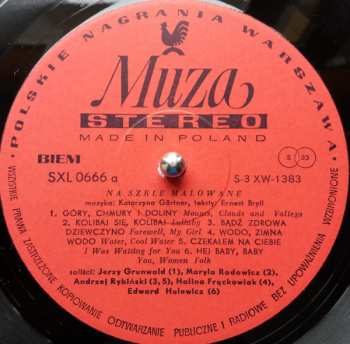 POLSKIE NAGRANIA WARSZAWA
Muza
STEREO
MADE IN POLAND
BIEM
S 33
SXL 0666 a
S-3 XW-1383
NA SZKLE MALOWANE
muzyka: Katarzyna Gärtner, teksty: Ernest Bryll
1. GÓRY, CHMURY I DOLINY Mounts, Clouds and Valleys
2. KOLIBAJ SIĘ, KOLIBAJ Lullaby 3. BĄDŹ ZDROWA
DZIEWCZYNO Farewell, My Girl 4. WODO, ZIMNA
WODO Water, Cool Water 5. CZEKAŁEM NA CIEBIE
I Was Waiting for You 6. HEJ BABY, BABY
You, Women Folk
soliści: Jerzy Grunwald (1), Maryla Rodowicz (2),
Andrzej Rybiński (3, 5), Halina Frąckowiak (4),
Edward Hulewicz (6)
WSZYSTKIE PRAWA ZASTRZEŻONE KOPIOWANIE ODTWARZANIE PUBLICZNE I RADIOWE BEZ UPOWAŻNIENIA WZBRONIONE